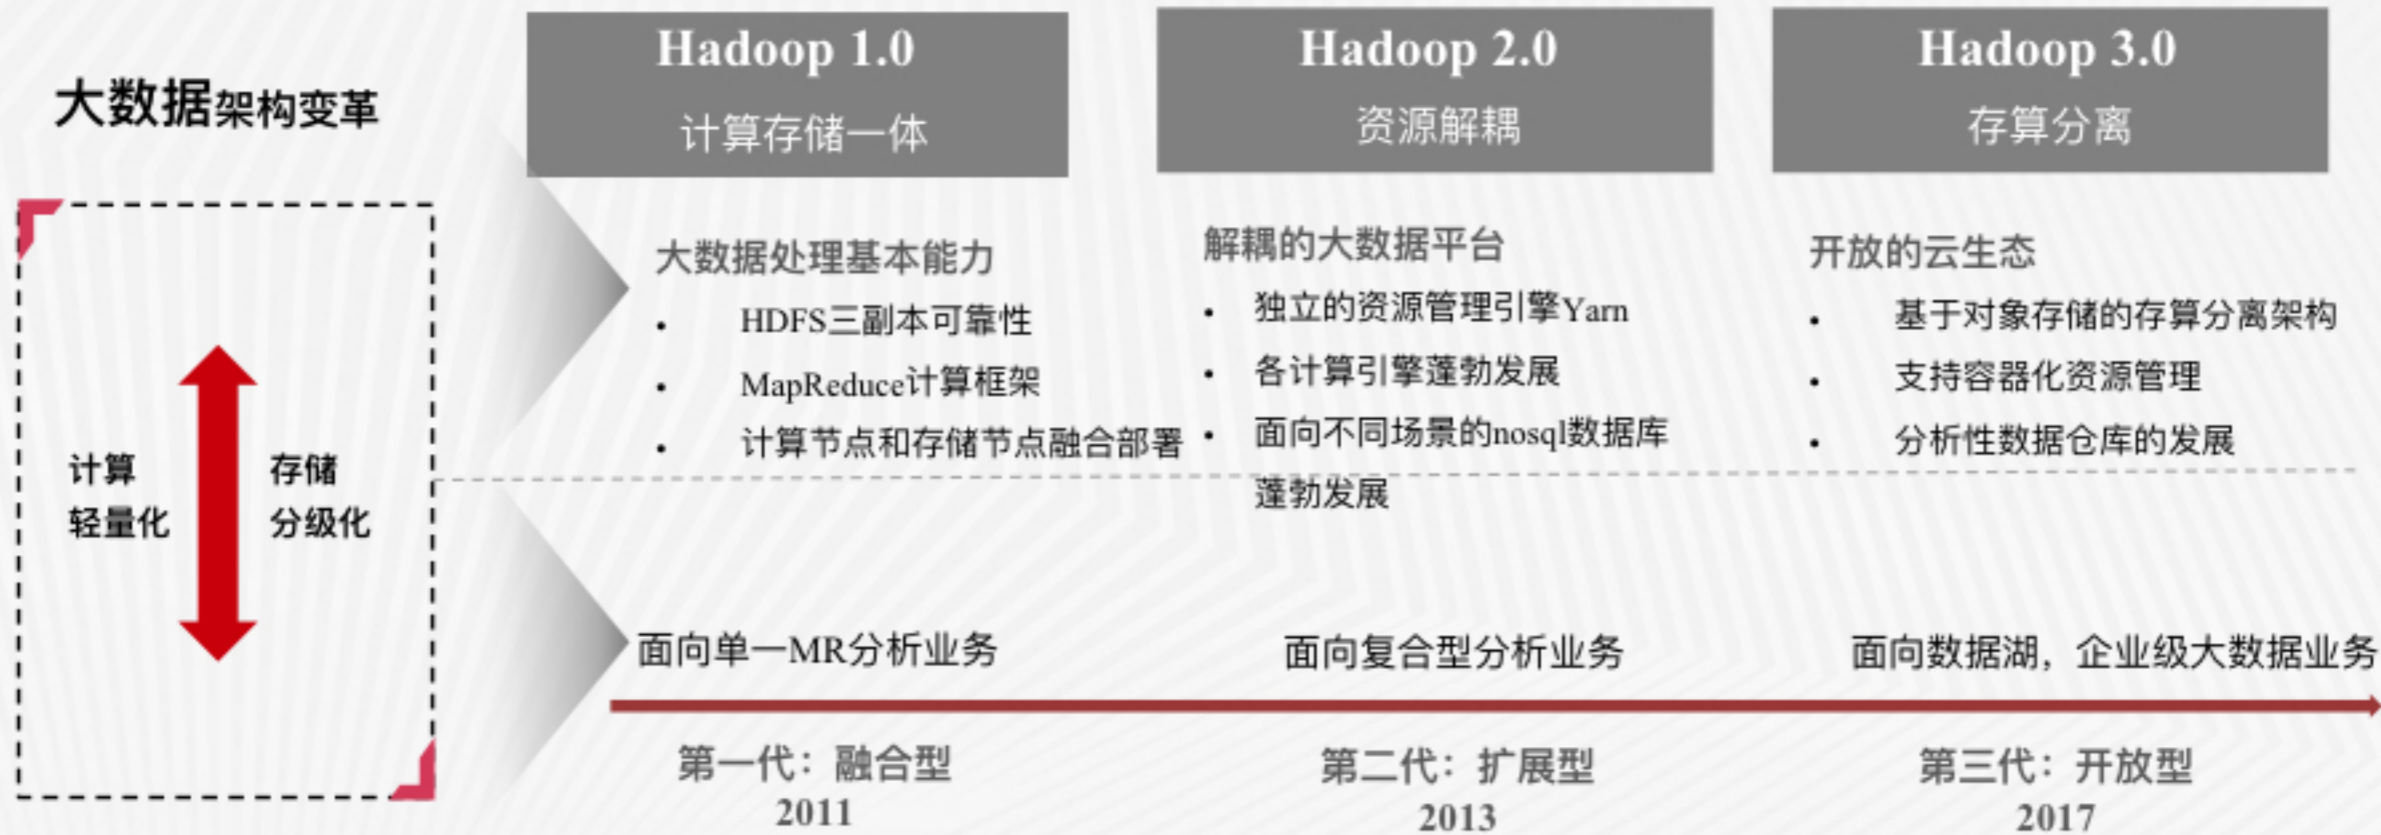 大数据架构变革
计算
轻量化
存储
分级化
Hadoop 1.0
计算存储一体
大数据处理基本能力
• HDFS三副本可靠性
• MapReduce计算框架
• 计算节点和存储节点融合部署
面向单一MR分析业务
第一代：融合型
2011
Hadoop 2.0
资源解耦
解耦的大数据平台
• 独立的资源管理引擎Yarn
• 各计算引擎蓬勃发展
• 面向不同场景的nosql数据库
蓬勃发展
面向复合型分析业务
第二代：扩展型
2013
Hadoop 3.0
存算分离
开放的云生态
• 基于对象存储的存算分离架构
• 支持容器化资源管理
• 分析性数据仓库的发展
面向数据湖，企业级大数据业务
第三代：开放型
2017